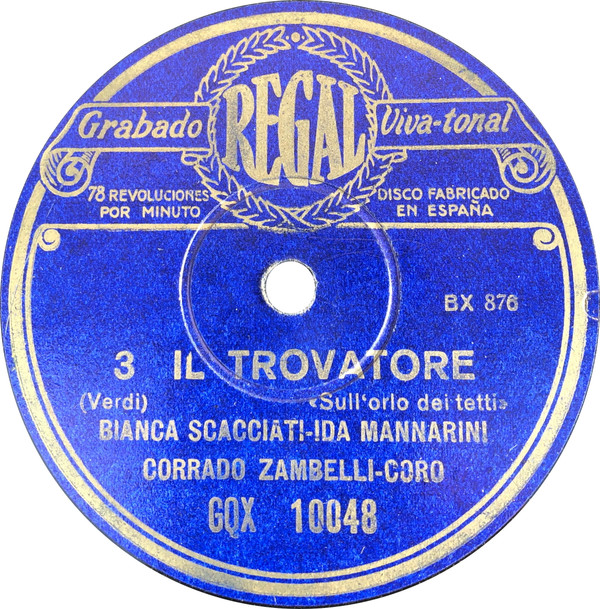 REGAL
Grabado Viva-tonal
78 REVOLUCIONES POR MINUTO
DISCO FABRICADO EN ESPAÑA
BX 876
3 IL TROVATORE
(Verdi) «Sull'orlo dei tetti»
BIANCA SCACCIATI-IDA MANNARINI
CORRADO ZAMBELLI-CORO
GQX 10048